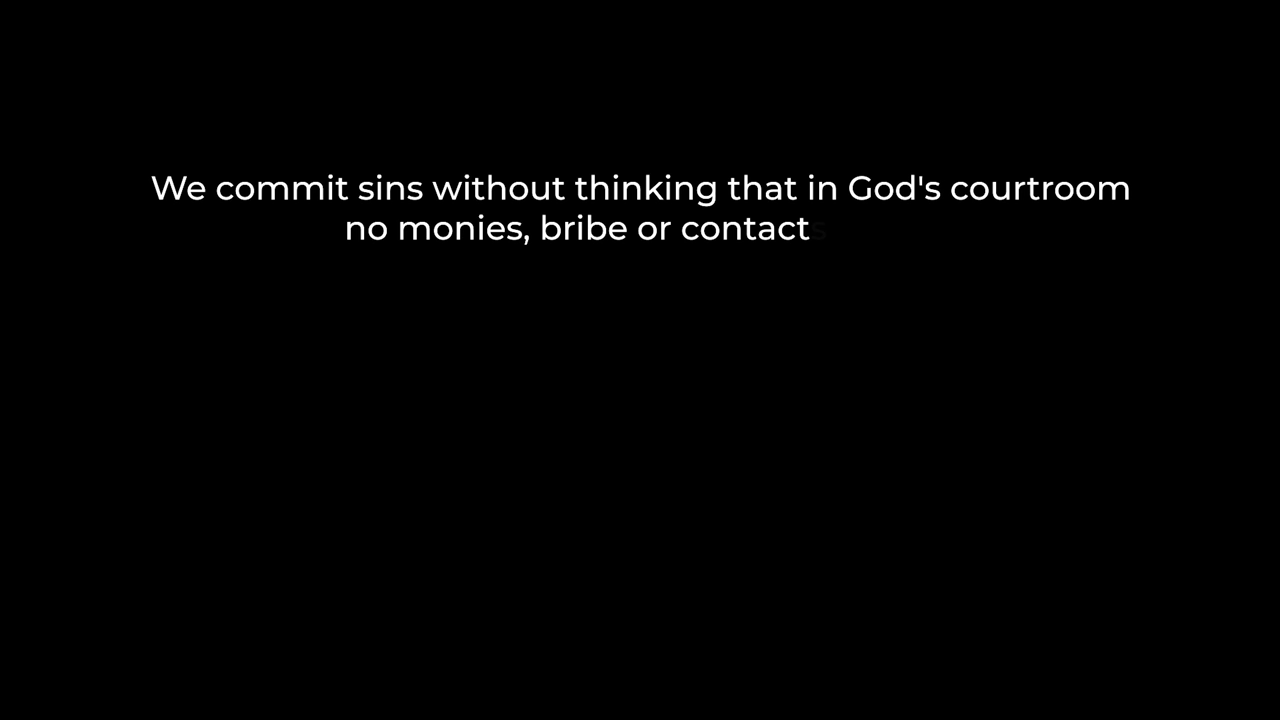 We commit sins without thinking that in God's courtroom
no monies, bribe or contacts